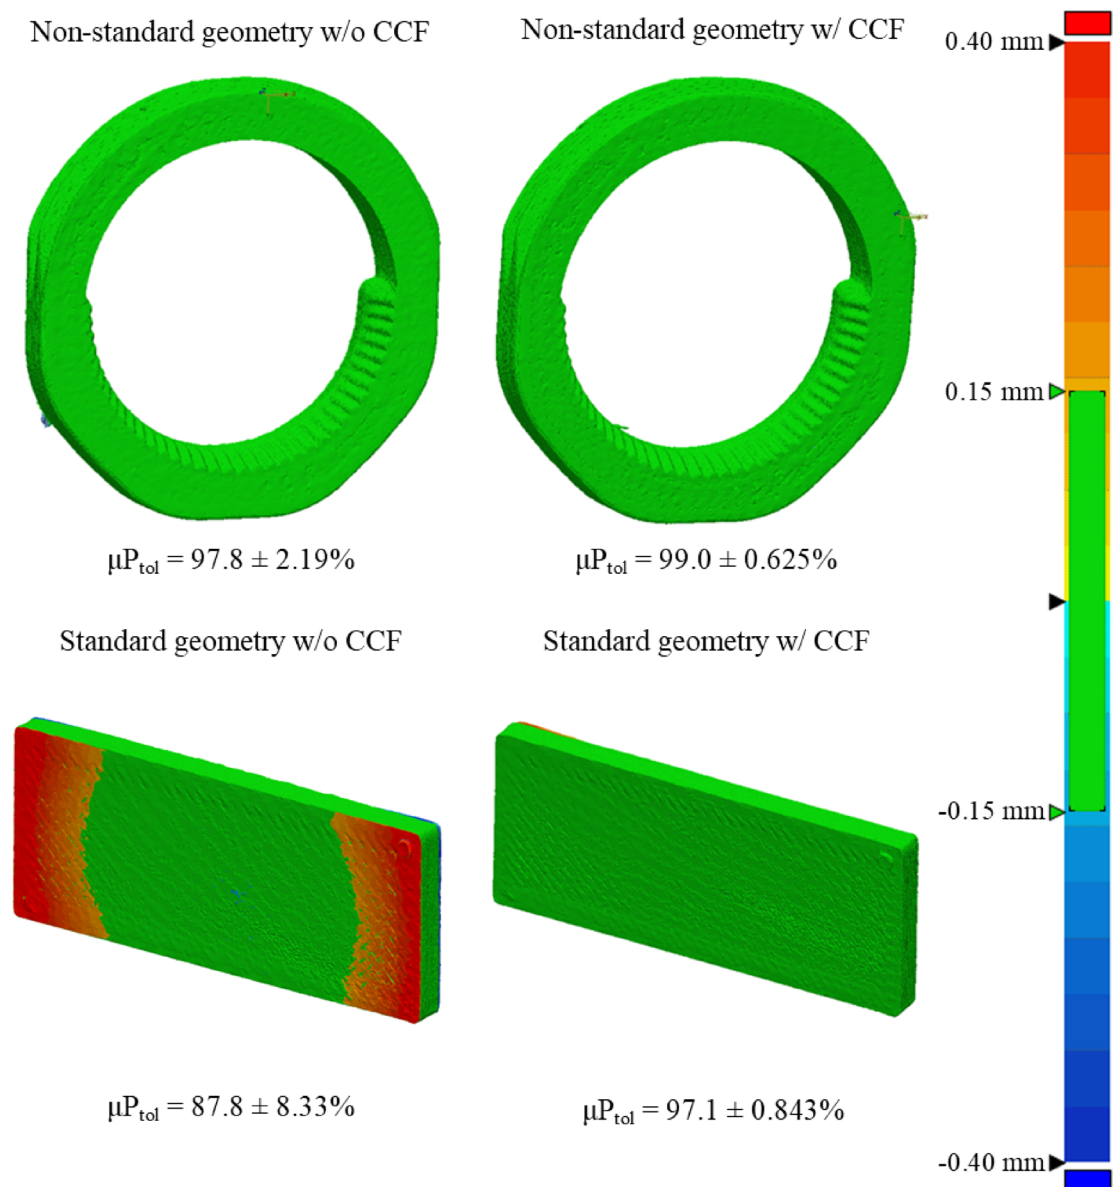 Non-standard geometry w/o CCF
Non-standard geometry w/ CCF
0.40 mm
0.15 mm
μPtol = 97.8 ± 2.19%
μPtol = 99.0 ± 0.625%
Standard geometry w/o CCF
Standard geometry w/ CCF
-0.15 mm
μPtol = 87.8 ± 8.33%
μPtol = 97.1 ± 0.843%
-0.40 mm